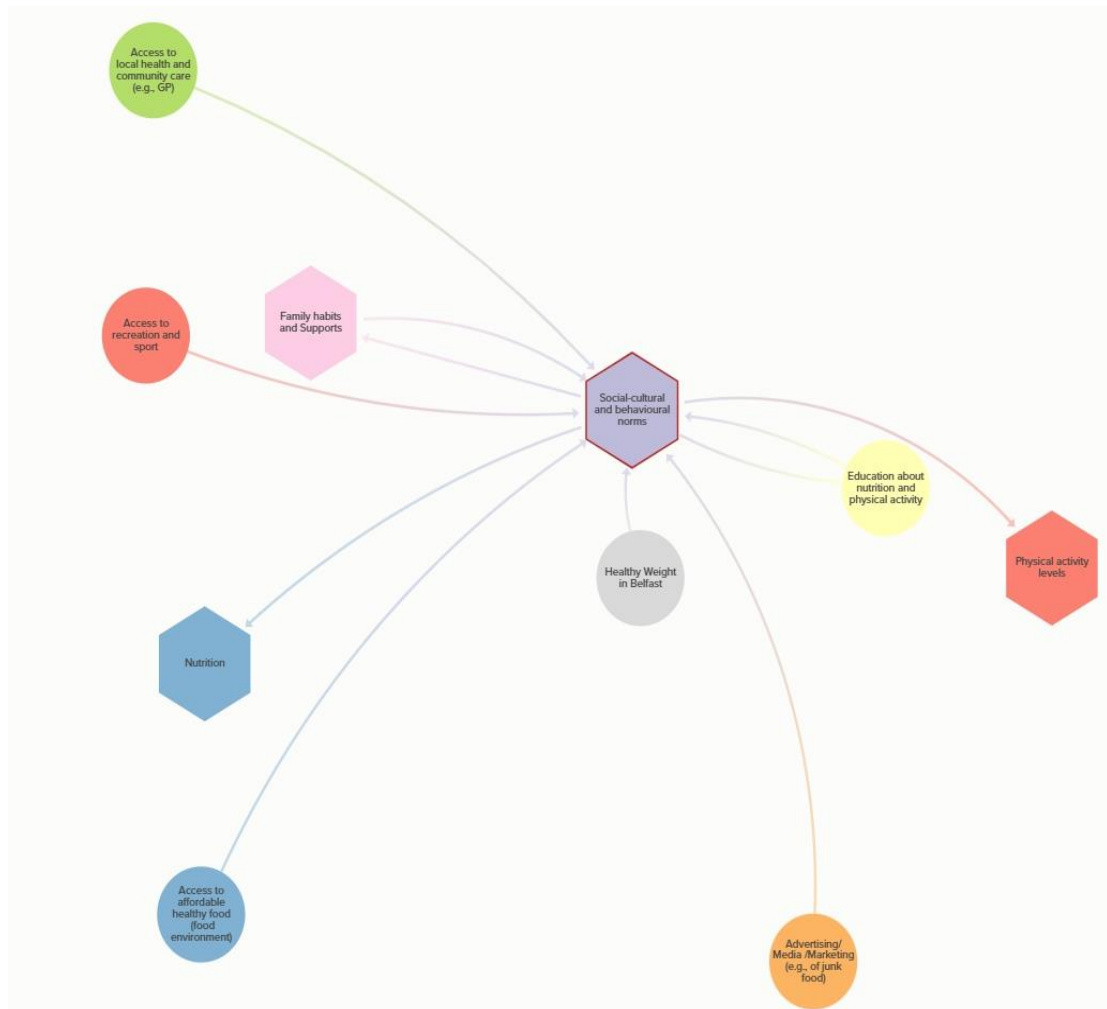 Access to
local health and
community care
(e.g., GP)
Family habits
and Supports
Access to
recreation and
sport
Social-cultural
and behavioural
norms
Education about
nutrition and
physical activity
Healthy Weight
in Belfast
Physical activity
levels
Nutrition
Access to
affordable
healthy food
(food
environment)
Advertising/
Media /Marketing
(e.g., of junk
food)